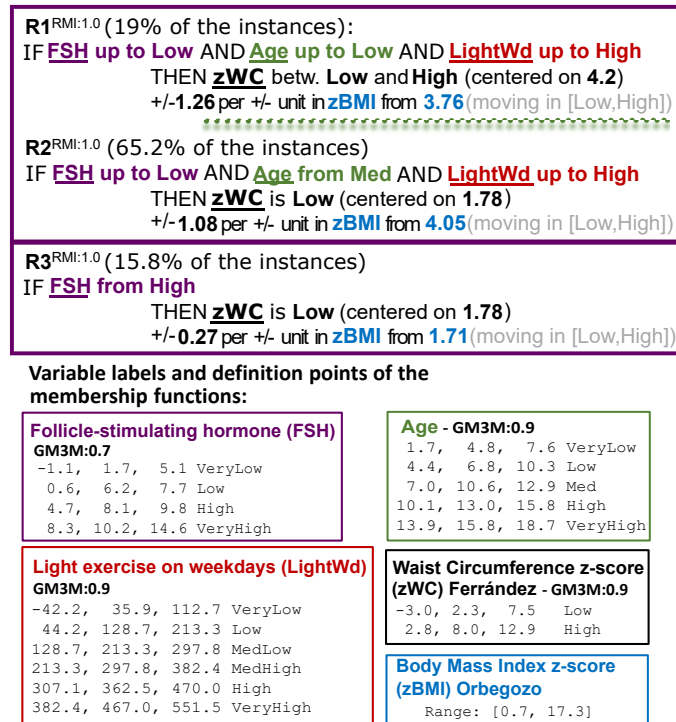 R1RMI:1.0 (19% of the instances):
IF FSH up to Low AND Age up to Low AND LightWd up to High
THEN zWC betw. Low and High (centered on 4.2)
+/-1.26 per +/- unit in zBMI from 3.76 (moving in [Low,High])
R2RMI:1.0 (65.2% of the instances)
IF FSH up to Low AND Age from Med AND LightWd up to High
THEN zWC is Low (centered on 1.78)
+/-1.08 per +/- unit in zBMI from 4.05 (moving in [Low,High])
R3RMI:1.0 (15.8% of the instances)
IF FSH from High
THEN zWC is Low (centered on 1.78)
+/-0.27 per +/- unit in zBMI from 1.71 (moving in [Low,High])
Variable labels and definition points of the
membership functions:
Follicle-stimulating hormone (FSH)
GM3M:0.7
-1.1, 1.7, 5.1 VeryLow
0.6, 6.2, 7.7 Low
4.7, 8.1, 9.8 High
8.3, 10.2, 14.6 VeryHigh
Age - GM3M:0.9
1.7, 4.8, 7.6 VeryLow
4.4, 6.8, 10.3 Low
7.0, 10.6, 12.9 Med
10.1, 13.0, 15.8 High
13.9, 15.8, 18.7 VeryHigh
Light exercise on weekdays (LightWd)
GM3M:0.9
-42.2, 35.9, 112.7 VeryLow
44.2, 128.7, 213.3 Low
128.7, 213.3, 297.8 MedLow
213.3, 297.8, 382.4 MedHigh
307.1, 362.5, 470.0 High
382.4, 467.0, 551.5 VeryHigh
Waist Circumference z-score
(zWC) Ferrández - GM3M:0.9
-3.0, 2.3, 7.5 Low
2.8, 8.0, 12.9 High
Body Mass Index z-score
(zBMI) Orbegozo
Range: [0.7, 17.3]